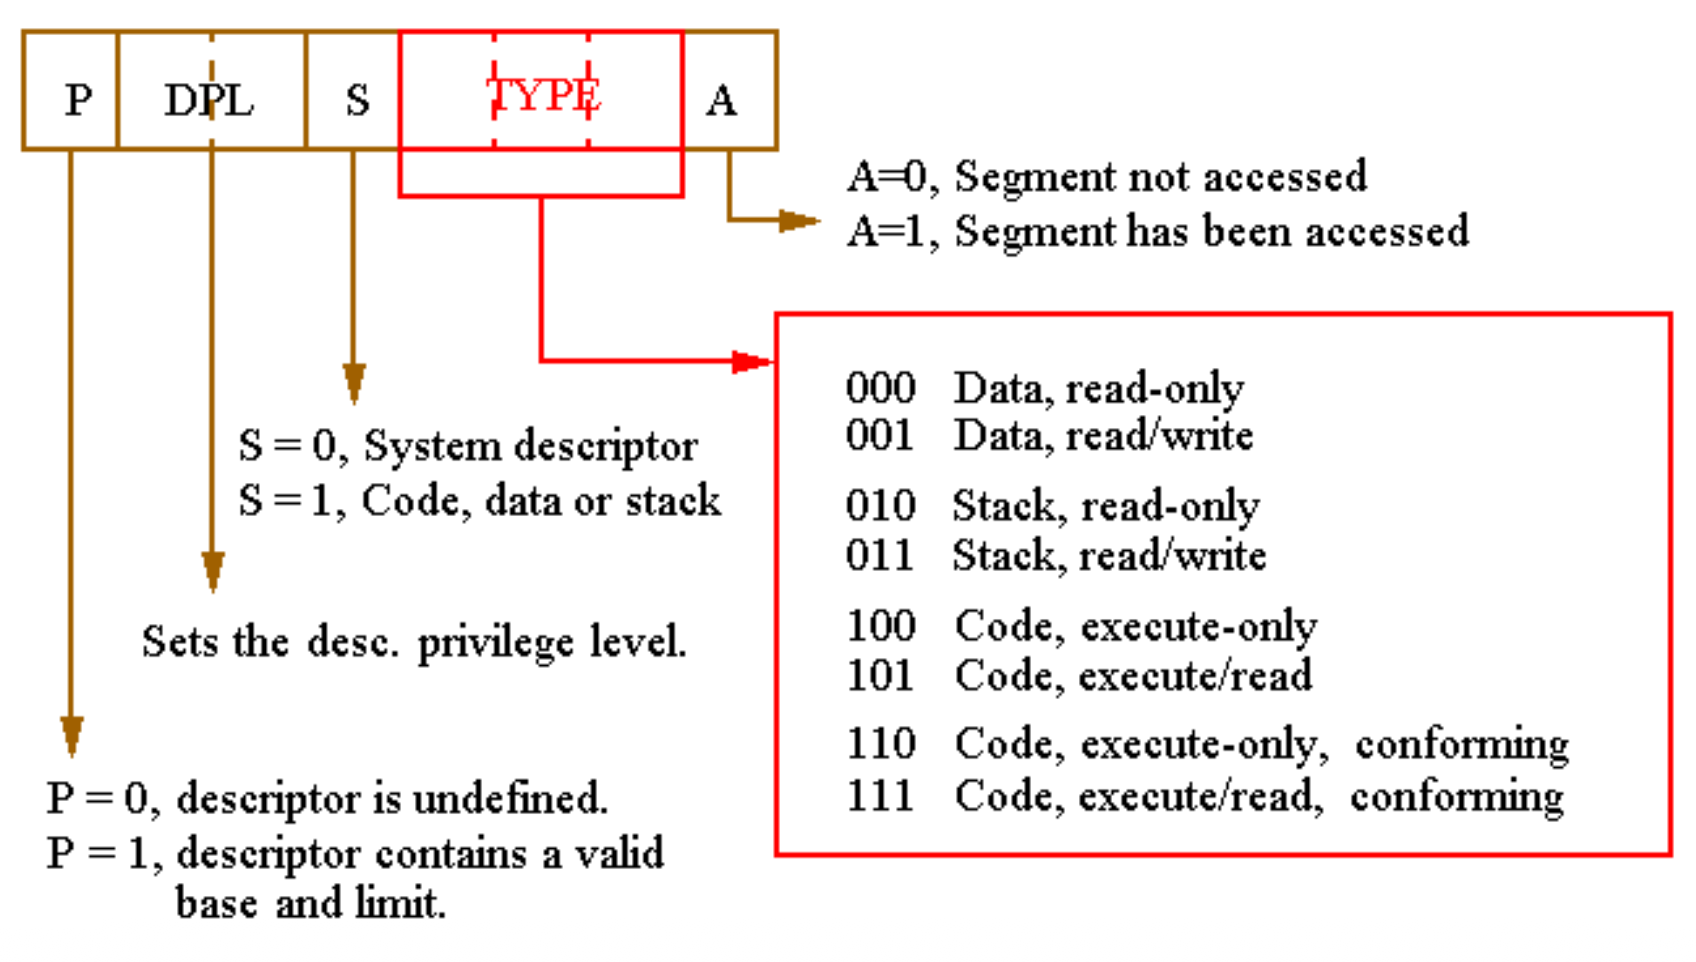 P DPL S TYPE A
A=0, Segment not accessed
A=1, Segment has been accessed
000 Data, read-only
001 Data, read/write
010 Stack, read-only
011 Stack, read/write
100 Code, execute-only
101 Code, execute/read
110 Code, execute-only, conforming
111 Code, execute/read, conforming
S = 0, System descriptor
S = 1, Code, data or stack
Sets the desc. privilege level.
P = 0, descriptor is undefined.
P = 1, descriptor contains a valid
base and limit.